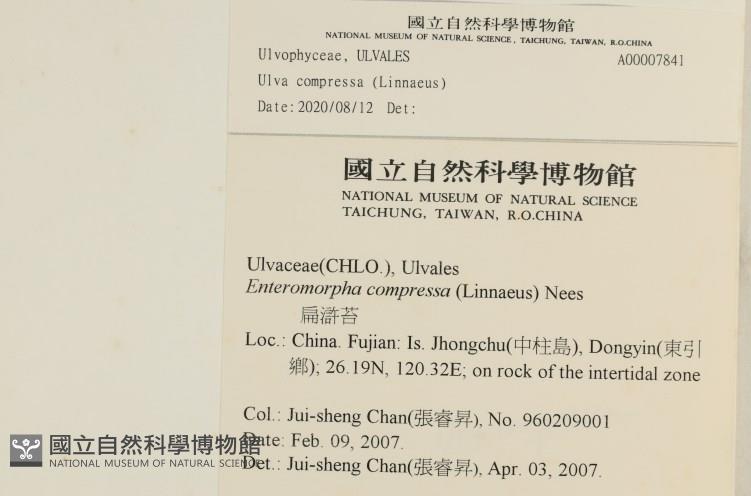 國立自然科學博物館
NATIONAL MUSEUM OF NATURAL SCIENCE, TAICHUNG, TAIWAN, R.O.CHINA
Ulvophyceae, ULVALES A00007841
Ulva compressa (Linnaeus)
Date:2020/08/12 Det:
國立自然科學博物館
NATIONAL MUSEUM OF NATURAL SCIENCE
TAICHUNG, TAIWAN, R.O.CHINA
Ulvaceae(CHLO.), Ulvales
Enteromorpha compressa (Linnaeus) Nees
扁滸苔
Loc.: China. Fujian: Is. Jhongchu(中柱島), Dongyin(東引
鄉); 26.19N, 120.32E; on rock of the intertidal zone
Col.: Jui-sheng Chan(張睿昇), No. 960209001
Date: Feb. 09, 2007.
Det.: Jui-sheng Chan(張睿昇), Apr. 03, 2007.
國立自然科學博物館
NATIONAL MUSEUM OF NATURAL SCIENCE